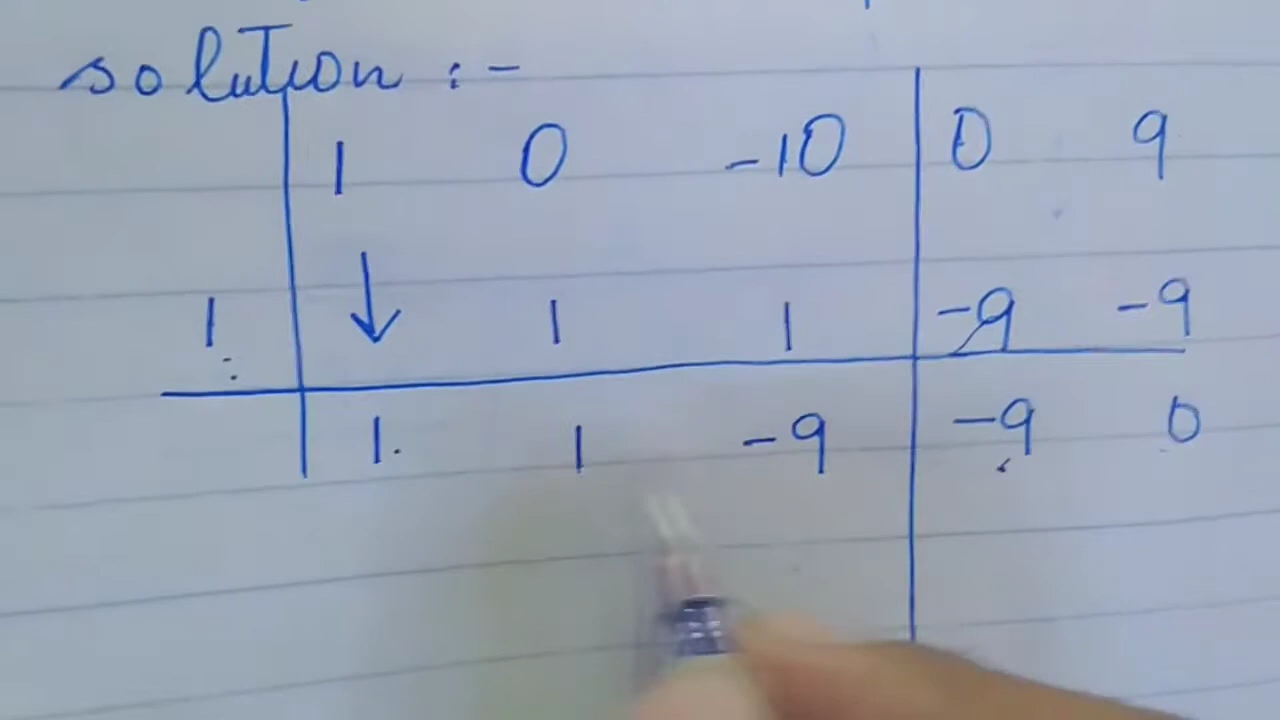 solution :-
1 0 -10 0 9
1. 1 1 -9 -9
1. 1 -9 -9 0